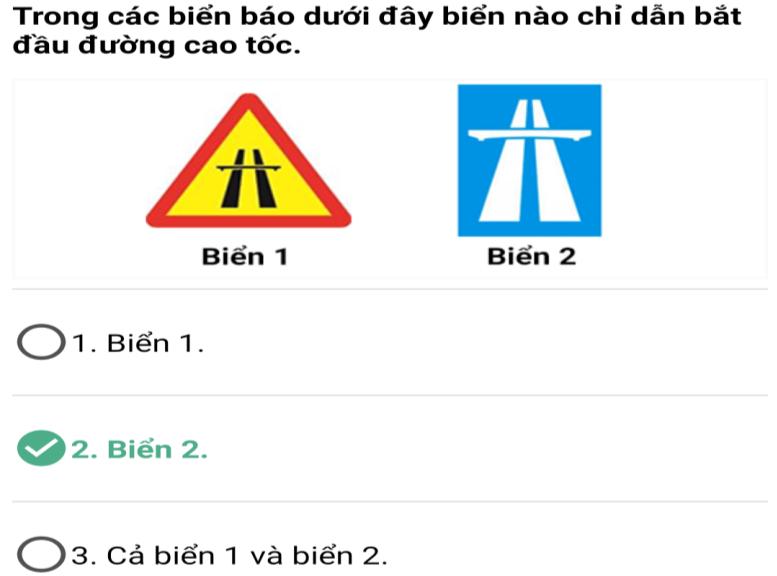 Trong các biển báo dưới đây biển nào chỉ dẫn bắt
đầu đường cao tốc.
Biển 1
Biển 2
1. Biển 1.
2. Biển 2.
3. Cả biển 1 và biển 2.